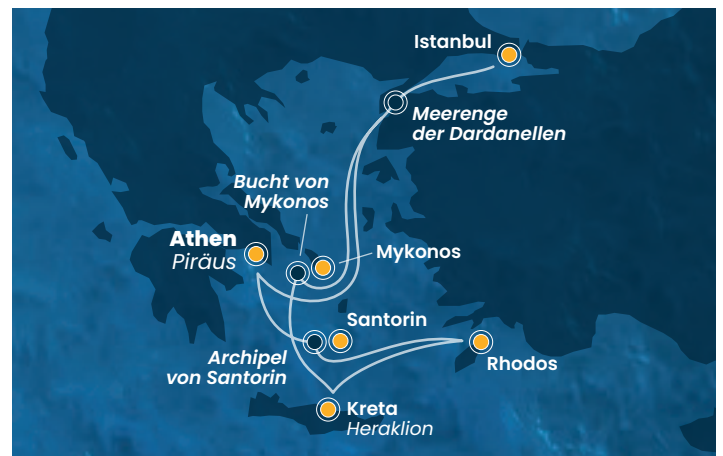 Istanbul
Meerenge
der Dardanellen
Bucht von
Mykonos
Athen
Piräus
Mykonos
Santorin
Archipel
von Santorin
Rhodos
Kreta
Heraklion